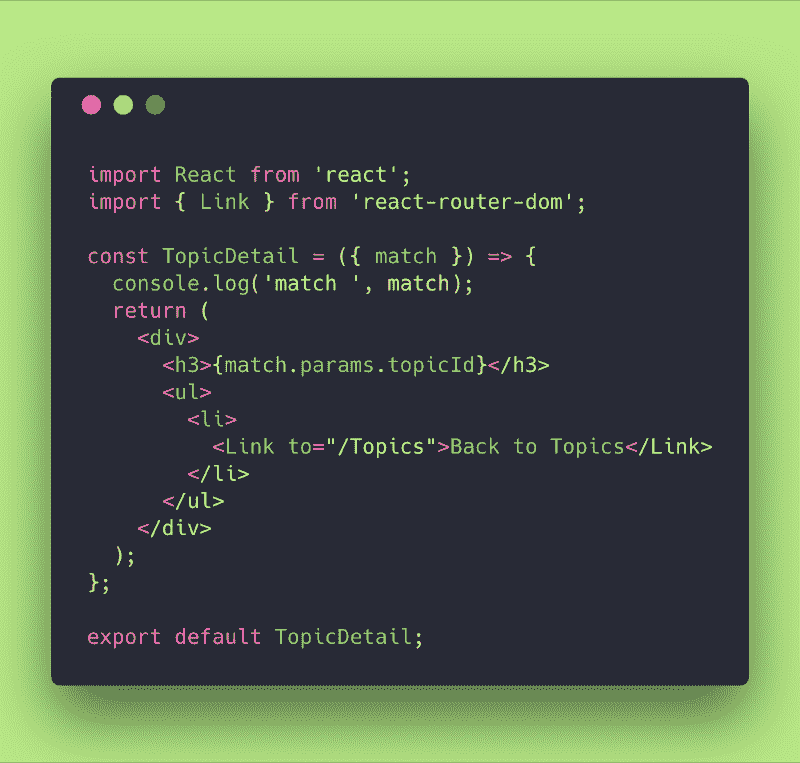 import React from 'react';
import { Link } from 'react-router-dom';

const TopicDetail = ({ match }) => {
  console.log('match ', match);
  return (
    <div>
      <h3>{match.params.topicId}</h3>
      <ul>
        <li>
          <Link to="/Topics">Back to Topics</Link>
        </li>
      </ul>
    </div>
  );
};

export default TopicDetail;